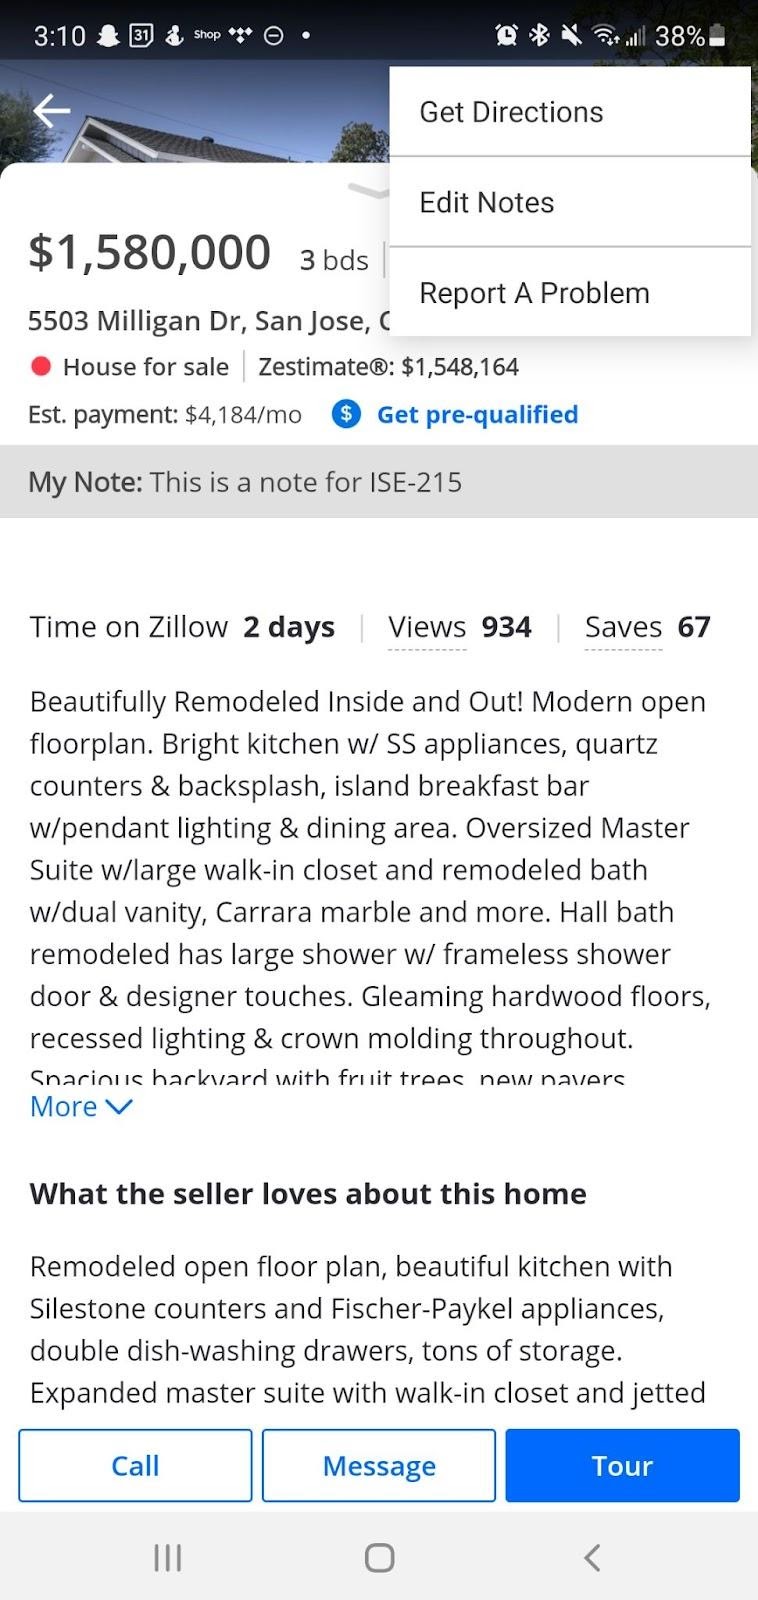 3:10 31 Shop 38%
Get Directions
Edit Notes
Report A Problem
$1,580,000 3 bds
5503 Milligan Dr, San Jose,
House for sale Zestimate®: $1,548,164
Est. payment: $4,184/mo $ Get pre-qualified
My Note: This is a note for ISE-215
Time on Zillow 2 days Views 934 Saves 67
Beautifully Remodeled Inside and Out! Modern open
floorplan. Bright kitchen w/ SS appliances, quartz
counters & backsplash, island breakfast bar
w/pendant lighting & dining area. Oversized Master
Suite w/large walk-in closet and remodeled bath
w/dual vanity, Carrara marble and more. Hall bath
remodeled has large shower w/ frameless shower
door & designer touches. Gleaming hardwood floors,
recessed lighting & crown molding throughout.
Spacious backyard with fruit trees, new pavers
More
What the seller loves about this home
Remodeled open floor plan, beautiful kitchen with
Silestone counters and Fischer-Paykel appliances,
double dish-washing drawers, tons of storage.
Expanded master suite with walk-in closet and jetted
Call Message Tour